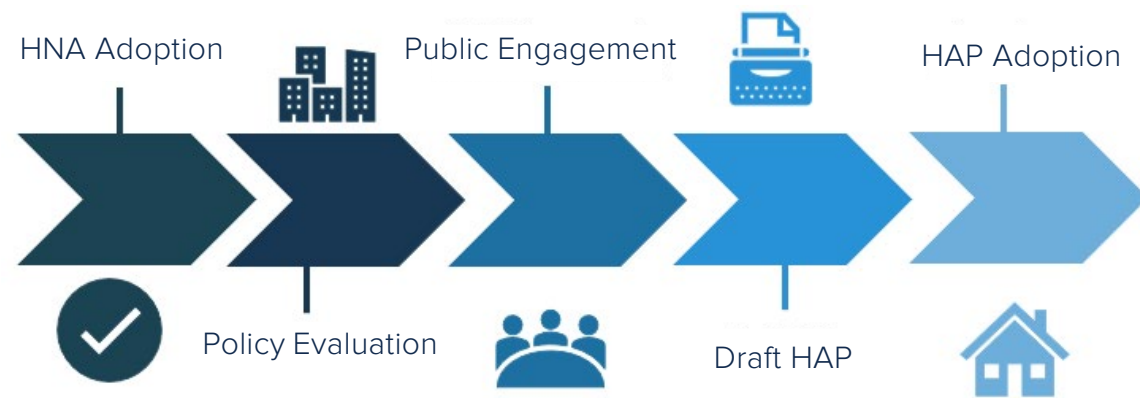 HNA Adoption
Policy Evaluation
Public Engagement
Draft HAP
HAP Adoption